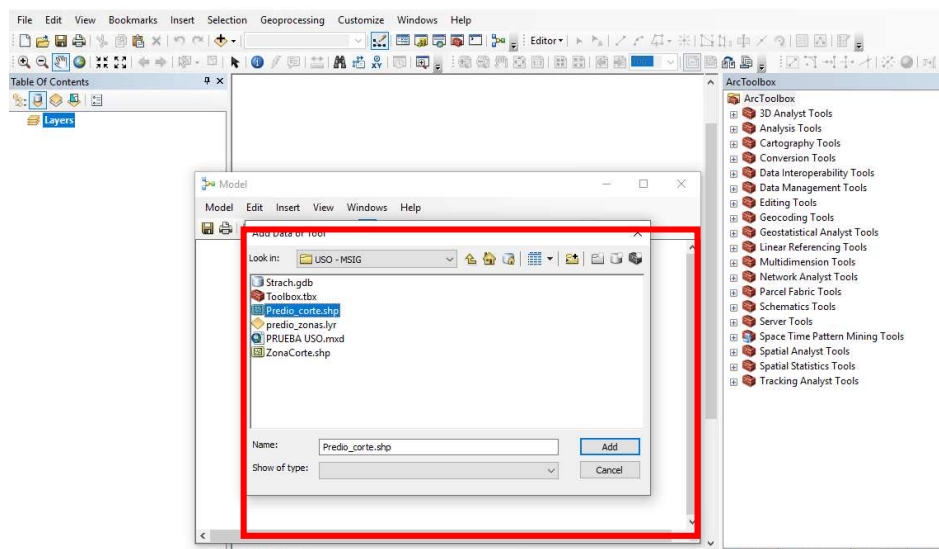 File Edit View Bookmarks Insert Selection Geoprocessing Customize Windows Help
Editor
Table Of Contents
Layers
ArcToolbox
ArcToolbox
3D Analyst Tools
Analysis Tools
Cartography Tools
Conversion Tools
Data Interoperability Tools
Data Management Tools
Editing Tools
Geocoding Tools
Geostatistical Analyst Tools
Linear Referencing Tools
Multidimension Tools
Network Analyst Tools
Parcel Fabric Tools
Schematics Tools
Server Tools
Space Time Pattern Mining Tools
Spatial Analyst Tools
Spatial Statistics Tools
Tracking Analyst Tools
Model
Model Edit Insert View Windows Help
Add Data or Tool
Look in: USO - MSIG
Strach.gdb
Toolbox.tbx
Predio_corte.shp
predio_zonas.lyr
PRUEBA USO.mxd
ZonaCorte.shp
Name: Predio_corte.shp Add
Show of type: Cancel